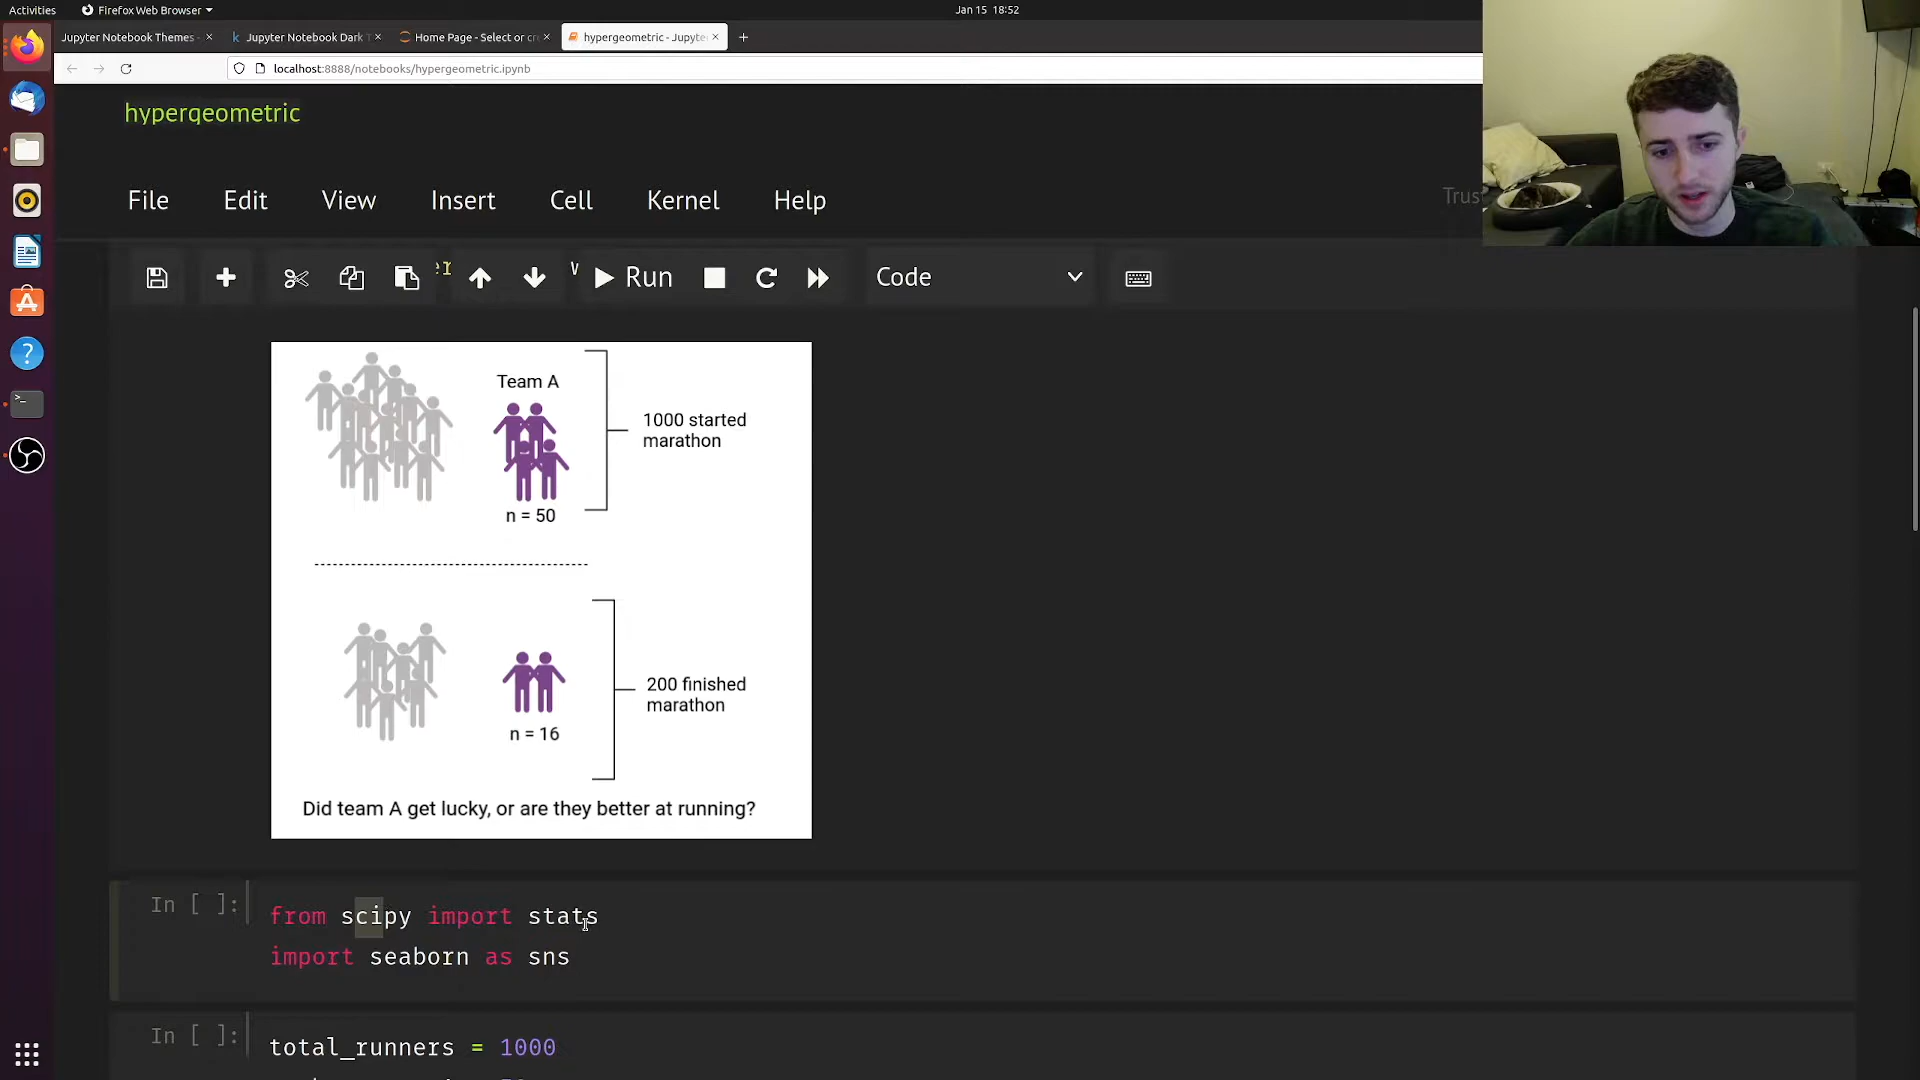 Activities
Firefox Web Browser
Jan 15 18:52
Jupyter Notebook Themes -
Jupyter Notebook Dark T
Home Page - Select or cre
hypergeometric - Jupyte
localhost:8888/notebooks/hypergeometric.ipynb
hypergeometric
File Edit View Insert Cell Kernel Help
Trus
Run
Code
Team A
1000 started
marathon
n = 50
200 finished
marathon
n = 16
Did team A get lucky, or are they better at running?
In [ ]:
from scipy import stats
import seaborn as sns
In [ ]:
total_runners = 1000